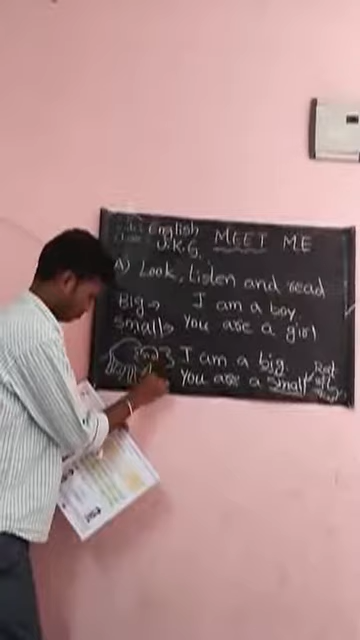 English
U.K.G. MEET ME
A) Look, Listen and read
Big → I am a boy
Small → You are a girl
I am a big.
You are a Small
Rat